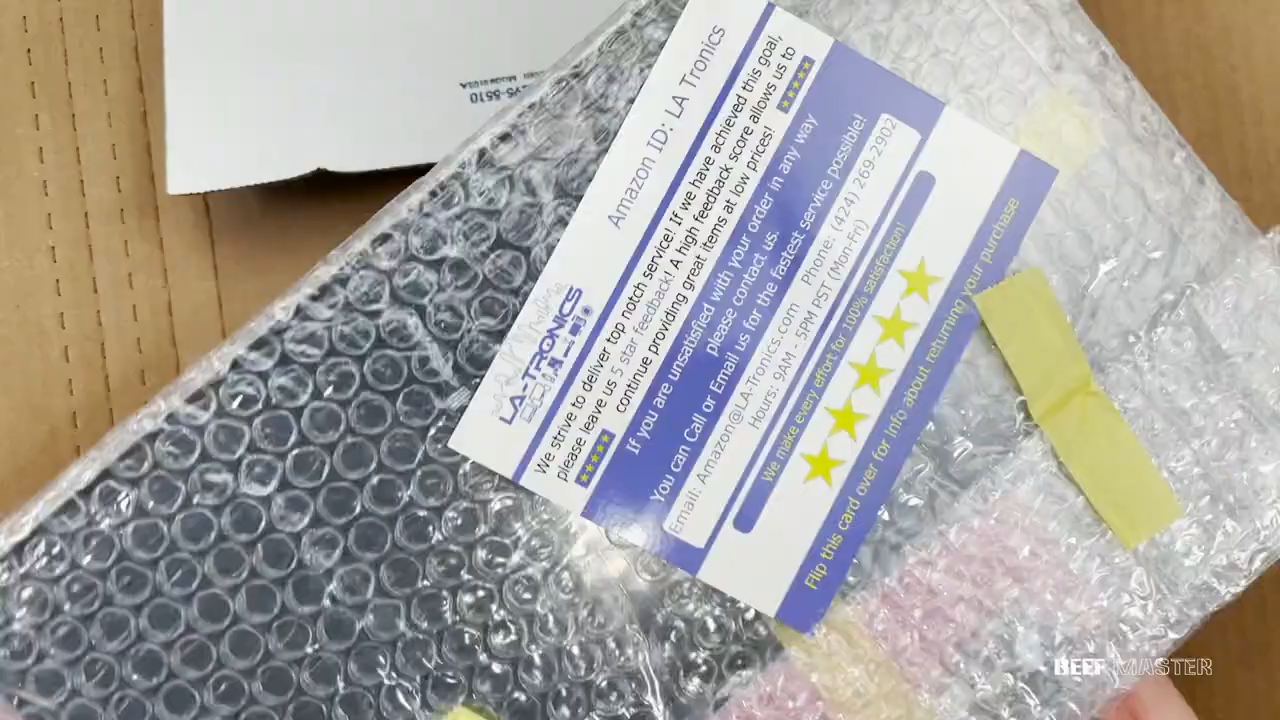 5510
Amazon ID: LA Tronics
LA-TRONICS
We strive to deliver top notch service! If we have achieved this goal,
please leave us 5 star feedback! A high feedback score allows us to
continue providing great items at low prices!
If you are unsatisfied with your order in any way
please contact us.
You can Call or Email us for the fastest service possible!
Email: Amazon@LA-Tronics.com Phone: (424) 269-2902
Hours: 9AM - 5PM PST (Mon-Fri)
We make every effort for 100% satisfaction!
Flip this card over for info about returning your purchase
BEEF MASTER